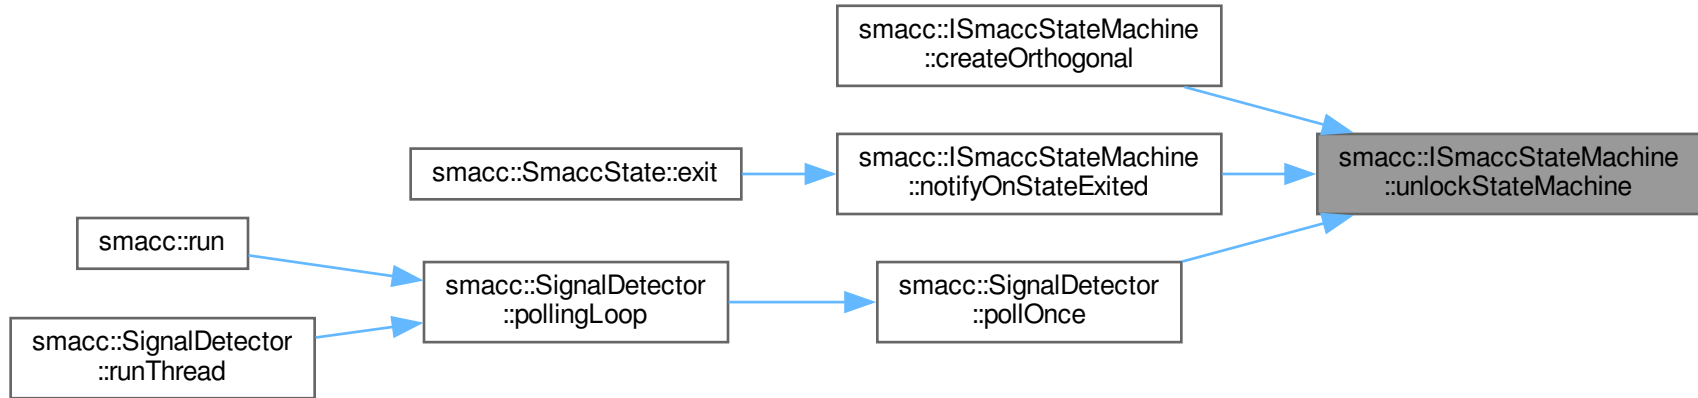 smacc::ISmaccStateMachine
::createOrthogonal
smacc::SmaccState::exit
smacc::ISmaccStateMachine
::notifyOnStateExited
smacc::ISmaccStateMachine
::unlockStateMachine
smacc::run
smacc::SignalDetector
::pollingLoop
smacc::SignalDetector
::pollOnce
smacc::SignalDetector
::runThread